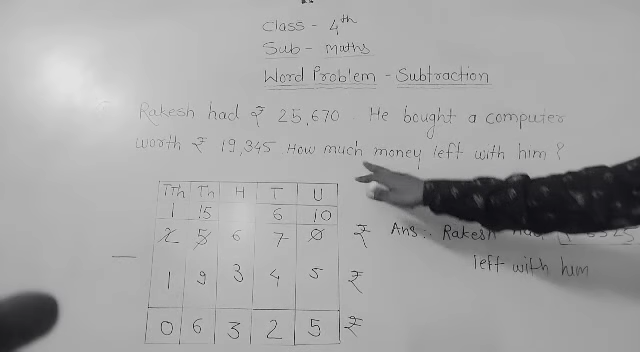 Class - 4th
Sub - Maths
Word Problem - Subtraction
Rakesh had ₹ 25,670. He bought a computer
worth ₹ 19,345. How much money left with him?
TTh Th H T U
1 15 6 10
2 5 6 7 0 ₹
— 1 9 3 4 5 ₹
0 6 3 2 5 ₹
Ans:- Rakesh
left with him